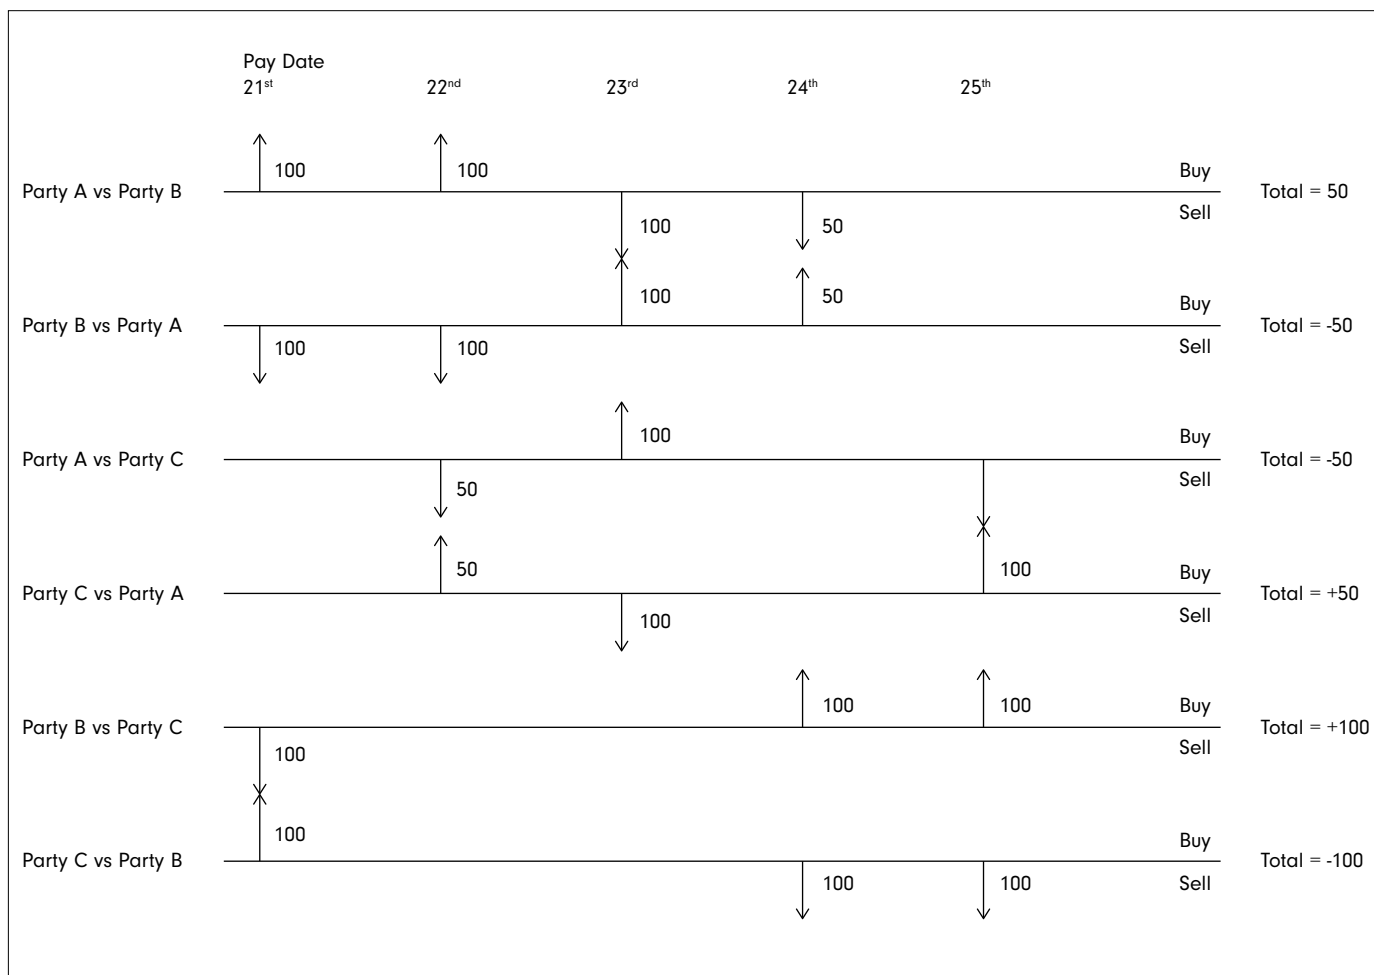 Pay Date
21st 22nd 23rd 24th 25th
100 100 Buy
Party A vs Party B Total = 50
100 50 Sell
100 50 Buy
Party B vs Party A Total = -50
100 100 Sell
100 Buy
Party A vs Party C Total = -50
50 Sell
50 100 Buy
Party C vs Party A Total = +50
100 Sell
100 100 Buy
Party B vs Party C Total = +100
100 Sell
100 Buy
Party C vs Party B Total = -100
100 100 Sell